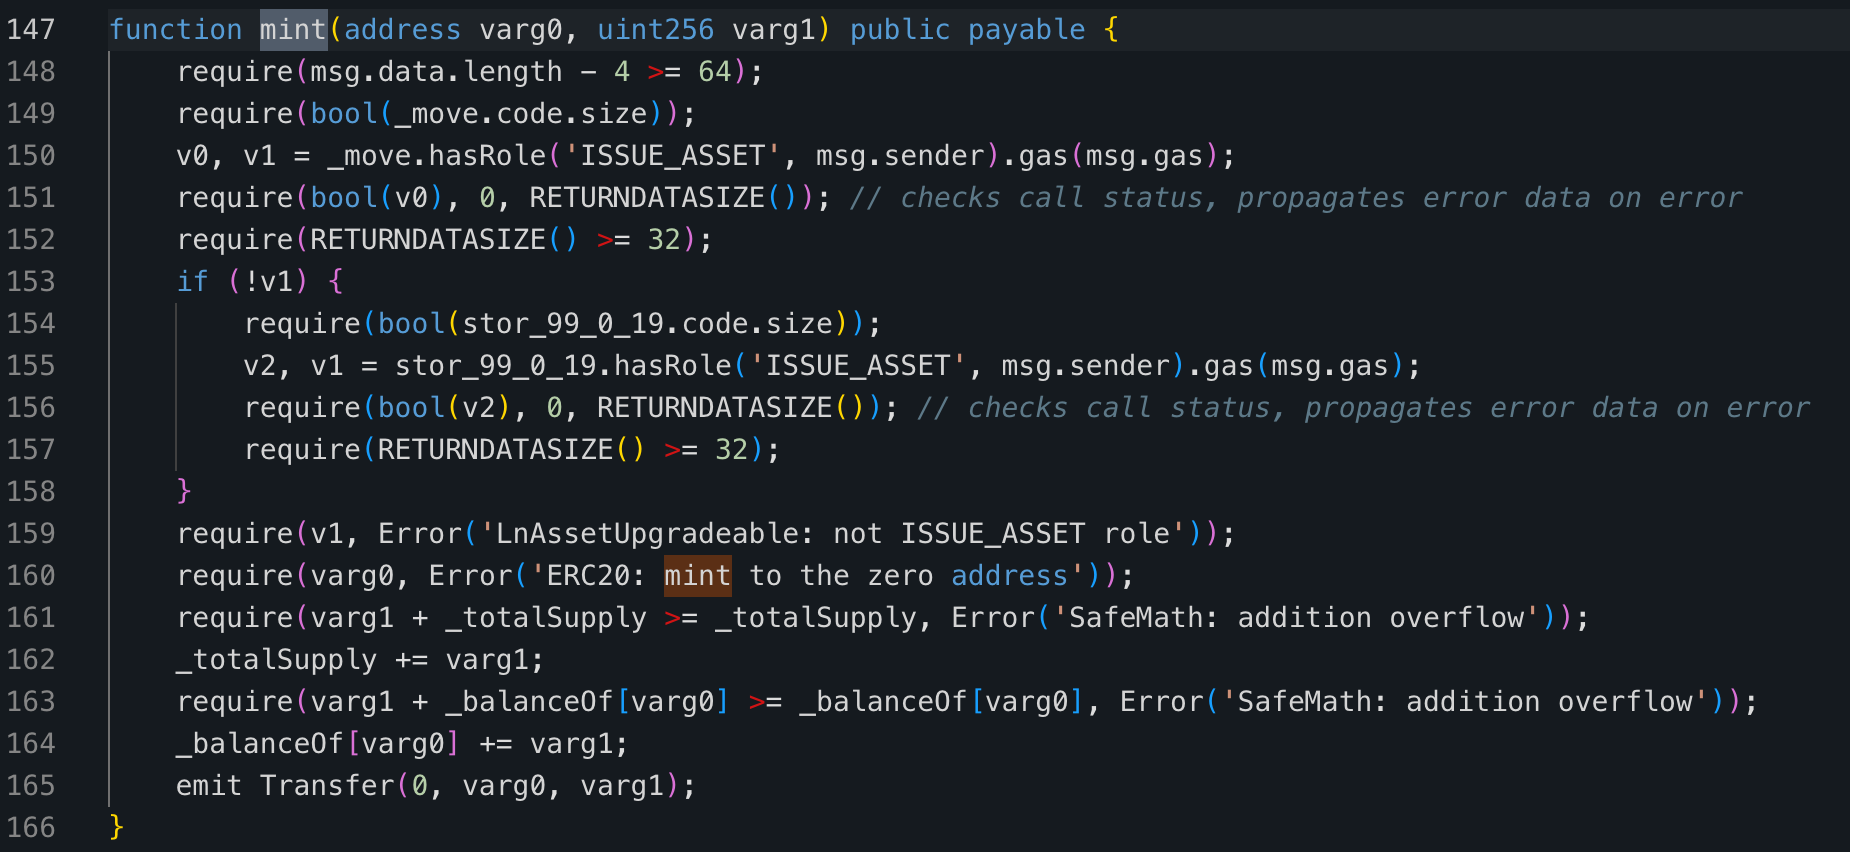 147 function mint(address varg0, uint256 varg1) public payable {
148 require(msg.data.length - 4 >= 64);
149 require(bool(_move.code.size));
150 v0, v1 = _move.hasRole('ISSUE_ASSET', msg.sender).gas(msg.gas);
151 require(bool(v0), 0, RETURNDATASIZE()); // checks call status, propagates error data on error
152 require(RETURNDATASIZE() >= 32);
153 if (!v1) {
154 require(bool(stor_99_0_19.code.size));
155 v2, v1 = stor_99_0_19.hasRole('ISSUE_ASSET', msg.sender).gas(msg.gas);
156 require(bool(v2), 0, RETURNDATASIZE()); // checks call status, propagates error data on error
157 require(RETURNDATASIZE() >= 32);
158 }
159 require(v1, Error('LnAssetUpgradeable: not ISSUE_ASSET role'));
160 require(varg0, Error('ERC20: mint to the zero address'));
161 require(varg1 + _totalSupply >= _totalSupply, Error('SafeMath: addition overflow'));
162 _totalSupply += varg1;
163 require(varg1 + _balanceOf[varg0] >= _balanceOf[varg0], Error('SafeMath: addition overflow'));
164 _balanceOf[varg0] += varg1;
165 emit Transfer(0, varg0, varg1);
166 }